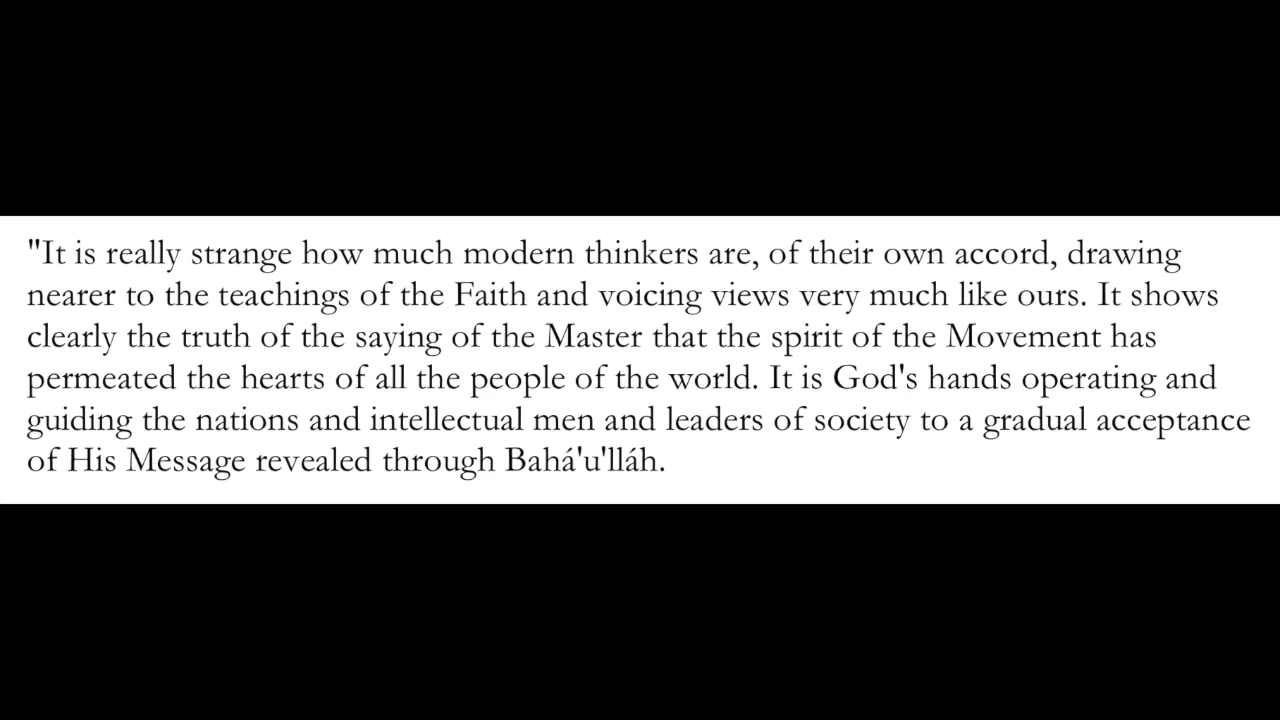 "It is really strange how much modern thinkers are, of their own accord, drawing
nearer to the teachings of the Faith and voicing views very much like ours. It shows
clearly the truth of the saying of the Master that the spirit of the Movement has
permeated the hearts of all the people of the world. It is God's hands operating and
guiding the nations and intellectual men and leaders of society to a gradual acceptance
of His Message revealed through Bahá'u'lláh.